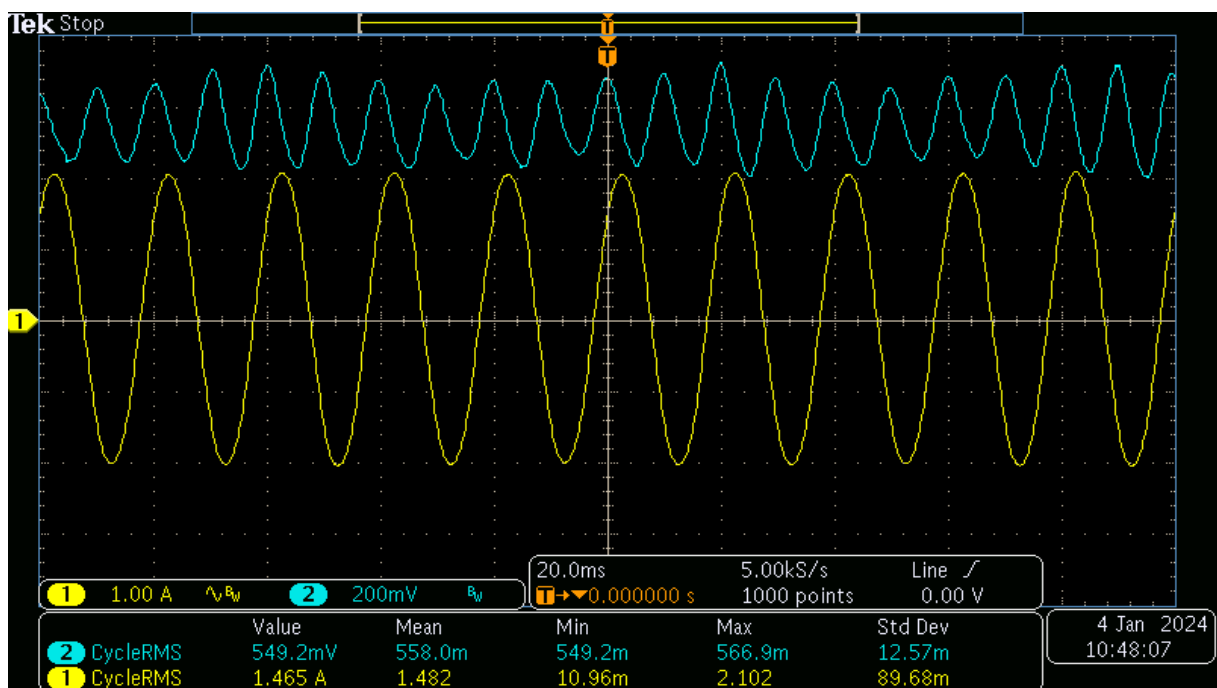 Tek Stop
T
T
1
1 1.00 A ∿ BW 2 200mV BW
20.0ms 5.00kS/s Line ∫
T→▼0.000000 s 1000 points 0.00 V
Value Mean Min Max Std Dev
2 CycleRMS 549.2mV 558.0m 549.2m 566.9m 12.57m
1 CycleRMS 1.465 A 1.482 10.96m 2.102 89.68m
4 Jan 2024
10:48:07